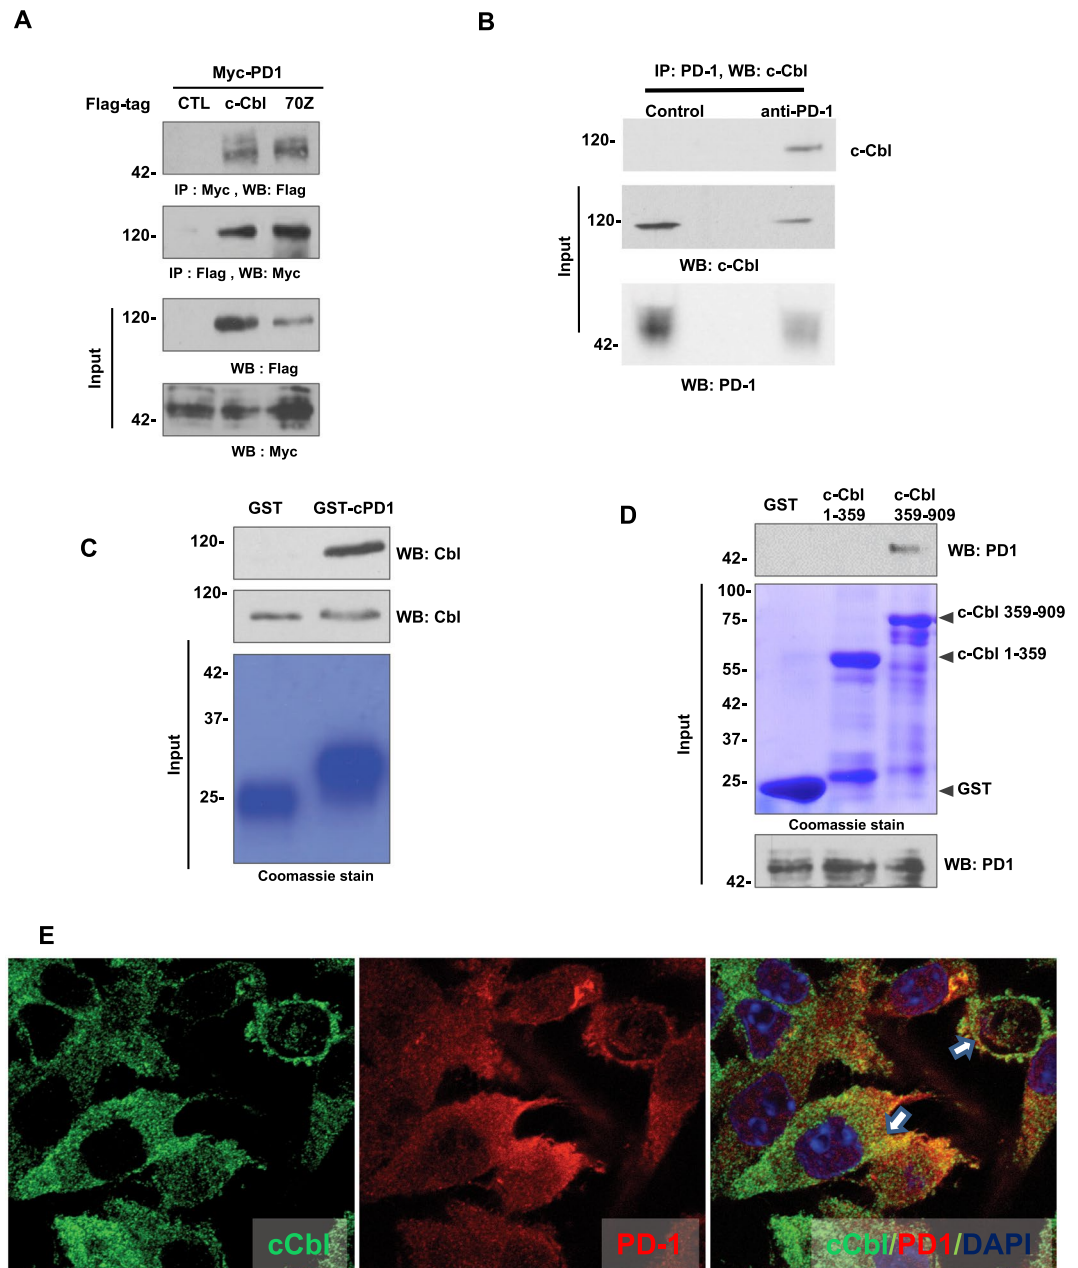 A
Myc-PD1
Flag-tag CTL c-Cbl 70Z
42-
IP : Myc , WB: Flag
120-
IP : Flag , WB: Myc
120-
WB : Flag
Input
42-
WB : Myc
B
IP: PD-1, WB: c-Cbl
Control anti-PD-1
120- c-Cbl
120-
WB: c-Cbl
Input
42-
WB: PD-1
C
GST GST-cPD1
120- WB: Cbl
120-
WB: Cbl
42-
37-
Input
25-
Coomassie stain
D
GST c-Cbl 1-359 c-Cbl 359-909
42- WB: PD1
100-
75- c-Cbl 359-909
c-Cbl 1-359
55-
42-
37-
Input
25-
GST
Coomassie stain
WB: PD1
42-
E
cCbl PD-1 cCbl/PD1/DAPI